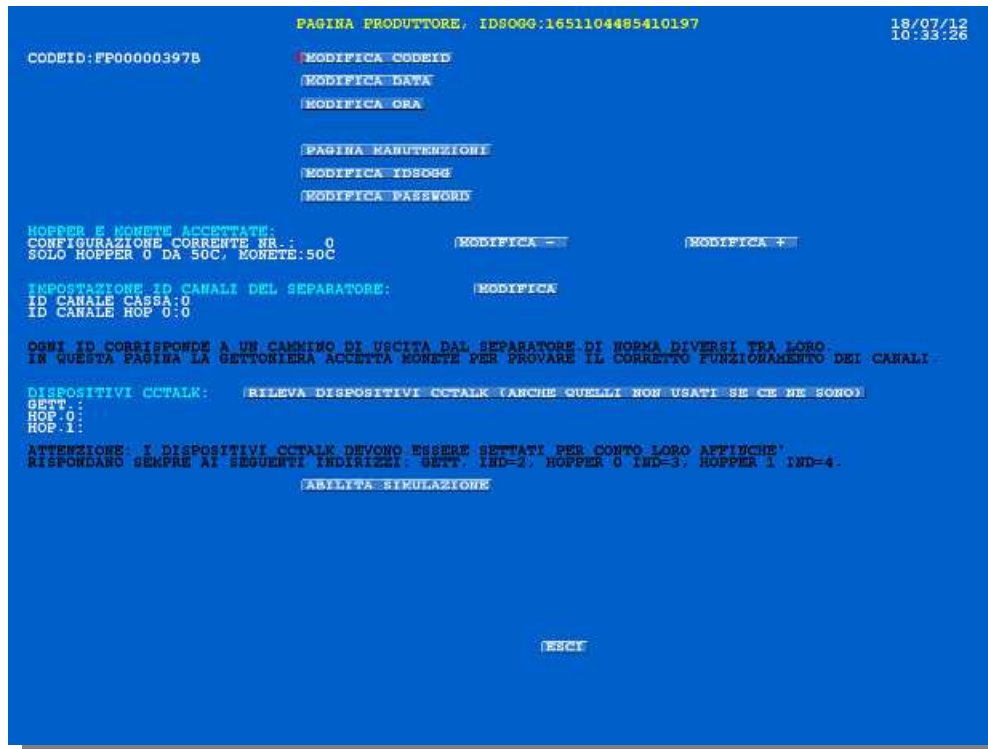 PAGINA PRODUTTORE, IDSOGG:1651104485410197
18/07/12
10:33:26
CODEID:FP00000397B
MODIFICA CODEID
MODIFICA DATA
MODIFICA ORA
PAGINA MANUTENZIONI
MODIFICA IDSOGG
MODIFICA PASSWORD
HOPPER E MONETE ACCETTATE:
CONFIGURAZIONE CORRENTE NR.: 0 MODIFICA - MODIFICA +
SOLO HOPPER 0 DA 50C, MONETE:50C
IMPOSTAZIONE ID CANALI DEL SEPARATORE: MODIFICA
ID CANALE CASSA:0
ID CANALE HOP 0:0
OGNI ID CORRISPONDE A UN CAMMINO DI USCITA DAL SEPARATORE DI NORMA DIVERSI TRA LORO.
IN QUESTA PAGINA LA GETTONIERA ACCETTA MONETE PER PROVARE IL CORRETTO FUNZIONAMENTO DEI CANALI.
DISPOSITIVI CCTALK: RILEVA DISPOSITIVI CCTALK (ANCHE QUELLI NON USATI SE CE NE SONO)
GETT.:
HOP.0:
HOP.1:
ATTENZIONE: I DISPOSITIVI CCTALK DEVONO ESSERE SETTATI PER CONTO LORO AFFINCHE'
RISPONDANO SEMPRE AI SEGUENTI INDIRIZZI: GETT. IND=2, HOPPER 0 IND=3, HOPPER 1 IND=4.
ABILITA SIMULAZIONE
ESCI